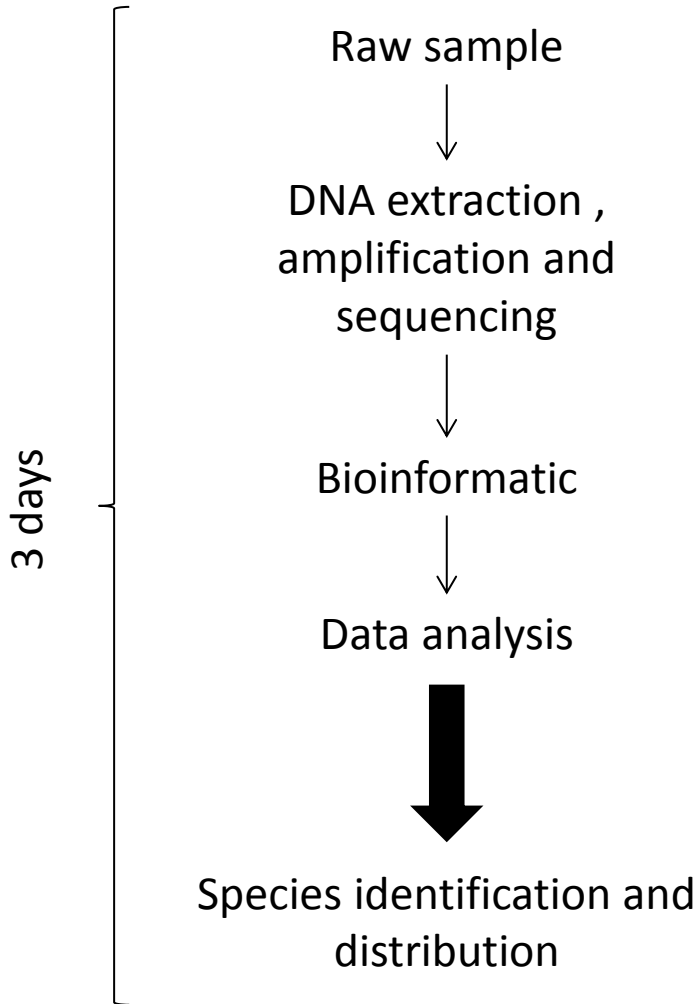 Raw sample
DNA extraction ,
amplification and
sequencing
3 days
Bioinformatic
Data analysis
Species identification and
distribution